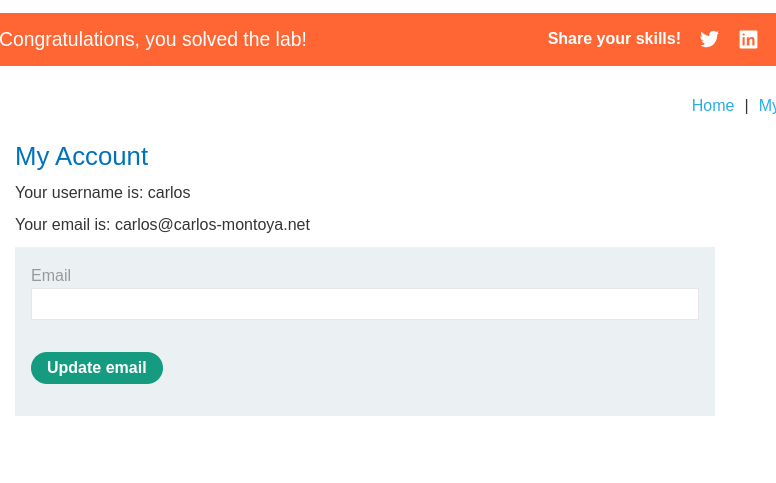 Congratulations, you solved the lab!
Share your skills!
Home | My
My Account
Your username is: carlos
Your email is: carlos@carlos-montoya.net
Email
Update email